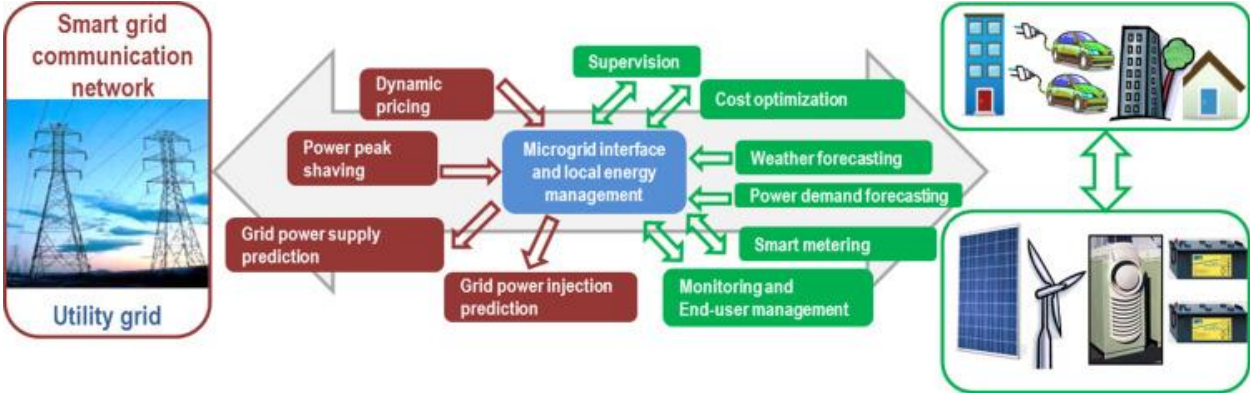 Smart grid
communication
network
Utility grid
Dynamic
pricing
Power peak
shaving
Grid power supply
prediction
Grid power injection
prediction
Microgrid interface
and local energy
management
Supervision
Cost optimization
Weather forecasting
Power demand forecasting
Smart metering
Monitoring and
End-user management